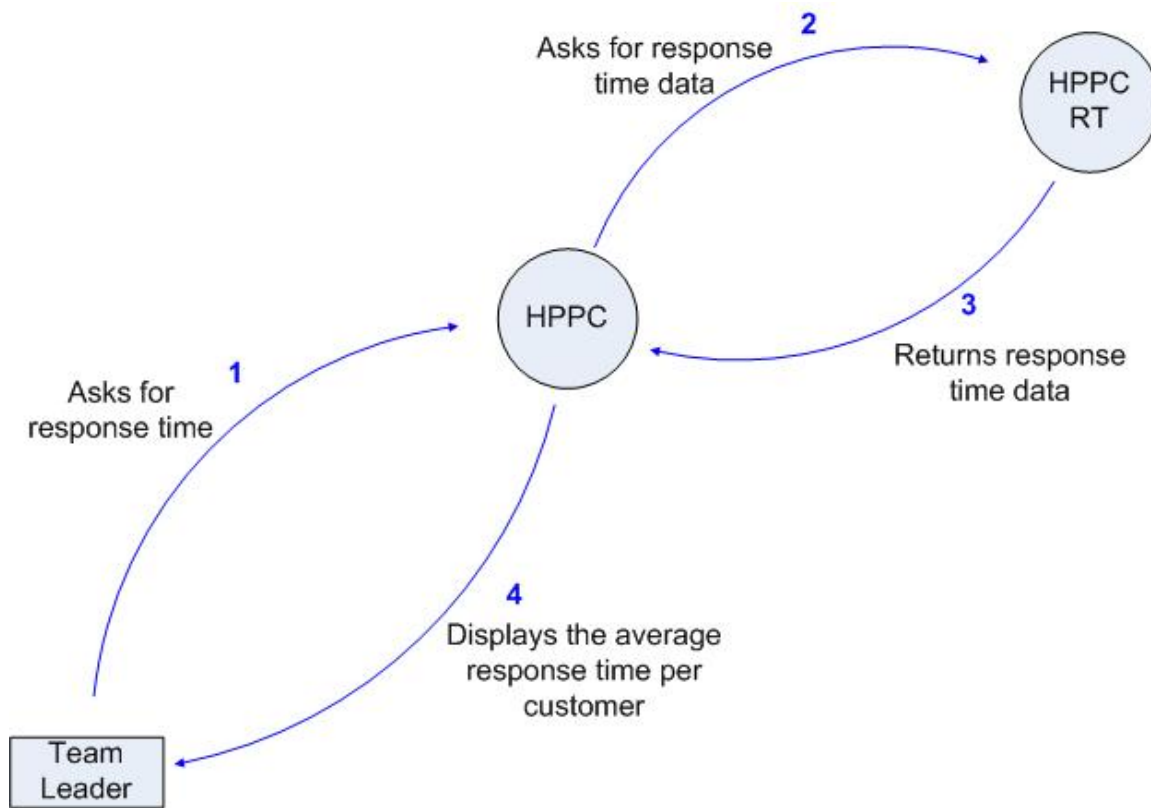 2
Asks for response
time data
HPPC
RT
HPPC
3
Returns response
time data
1
Asks for
response time
4
Displays the average
response time per
customer
Team
Leader